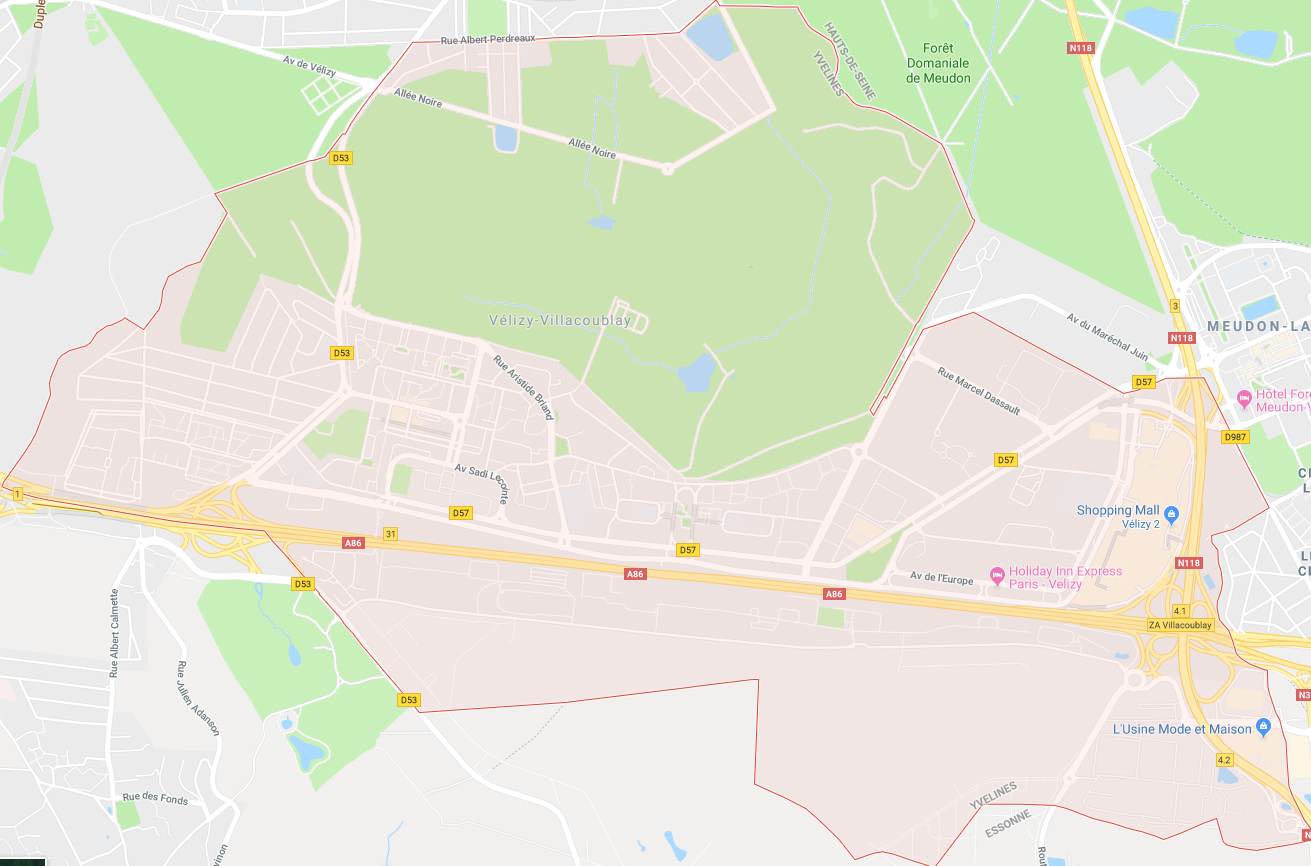 Rue Albert Perdreaux
HAUTS-DE-SEINE
YVELINES
Forêt
Domaniale
de Meudon
N118
Av de Vélizy
Allée Noire
Allée Noire
D53
3
MEUDON-LA
N118
Vélizy-Villacoublay
Av du Maréchal Juin
D53
Rue Aristide Briand
Rue Marcel Dassault
D57
Hôtel For
Meudon-V
D987
D57
Av Sadi Lecointe
1
D57
Shopping Mall
Vélizy 2
31
A86
D57
N118
A86
Av de l'Europe
Holiday Inn Express
Paris - Velizy
D53
A86
4.1
ZA Villacoublay
Rue Albert Calmette
Rue Julien Adanson
D53
L'Usine Mode et Maison
4.2
Rue des Fonds
YVELINES
ESSONNE